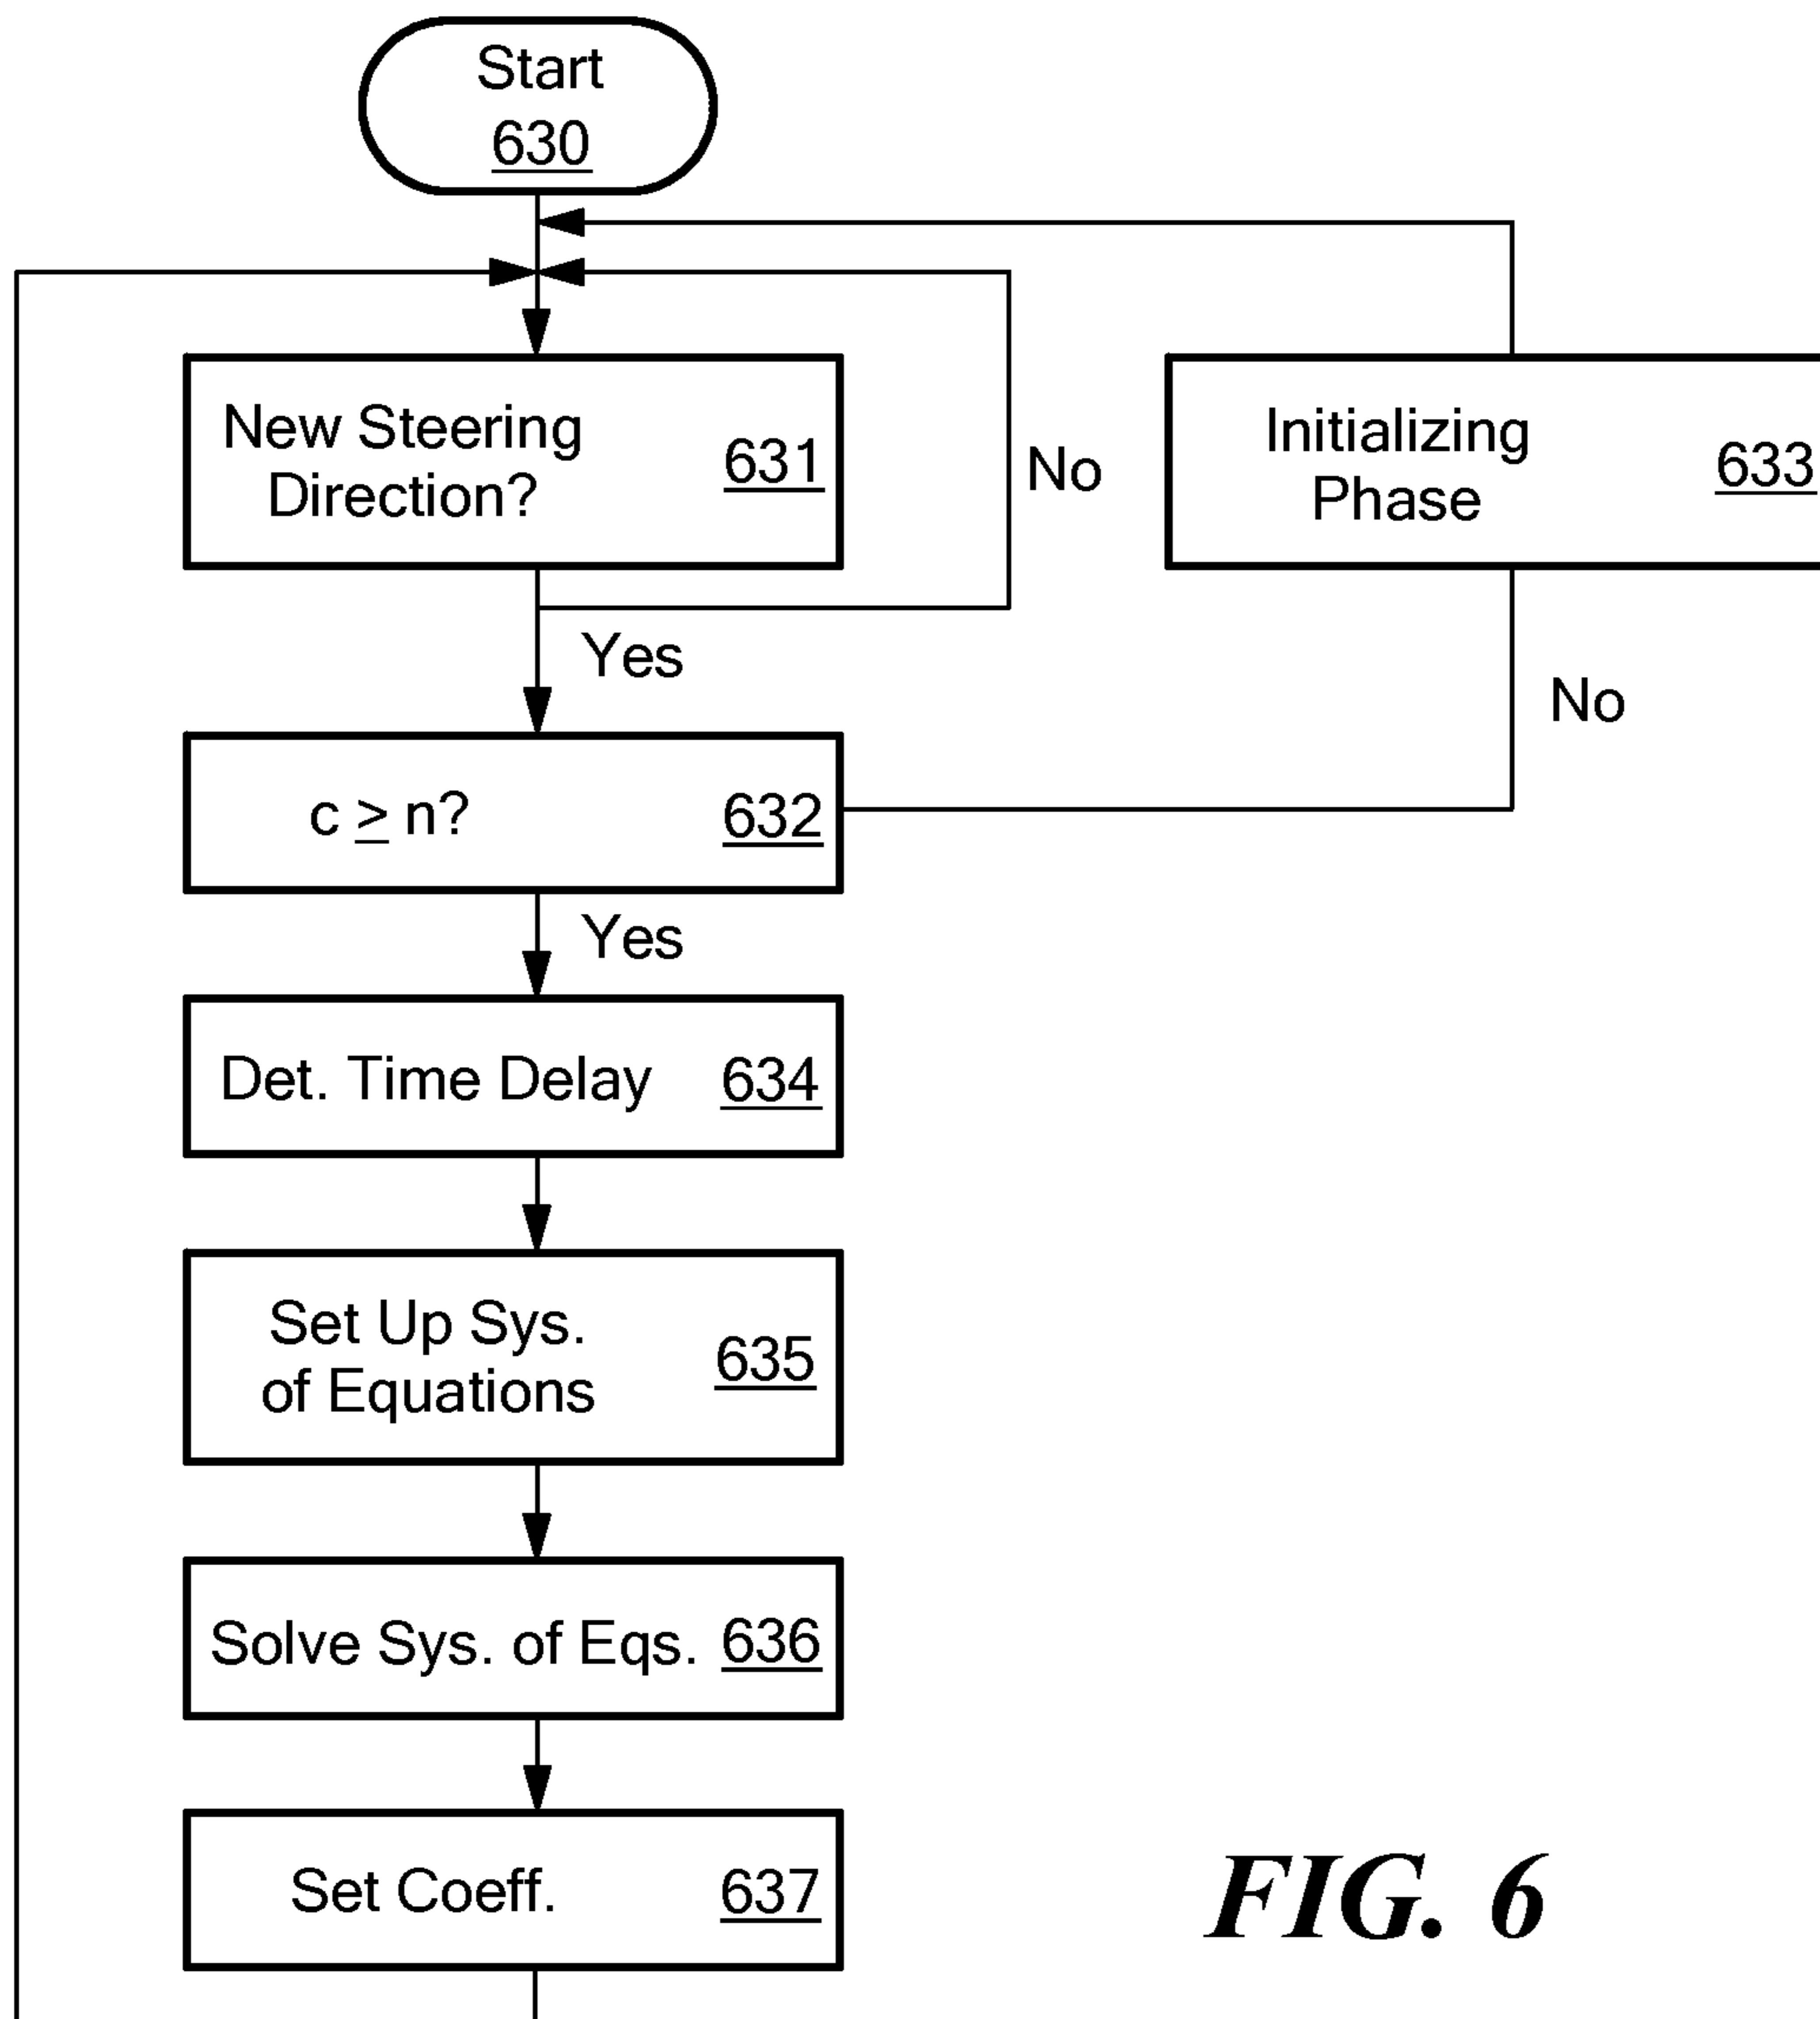 Start
630
New Steering
Direction?
631
No
Initializing
Phase
633
Yes
No
c ≥ n?
632
Yes
Det. Time Delay 634
Set Up Sys.
of Equations
635
Solve Sys. of Eqs. 636
Set Coeff. 637
FIG. 6